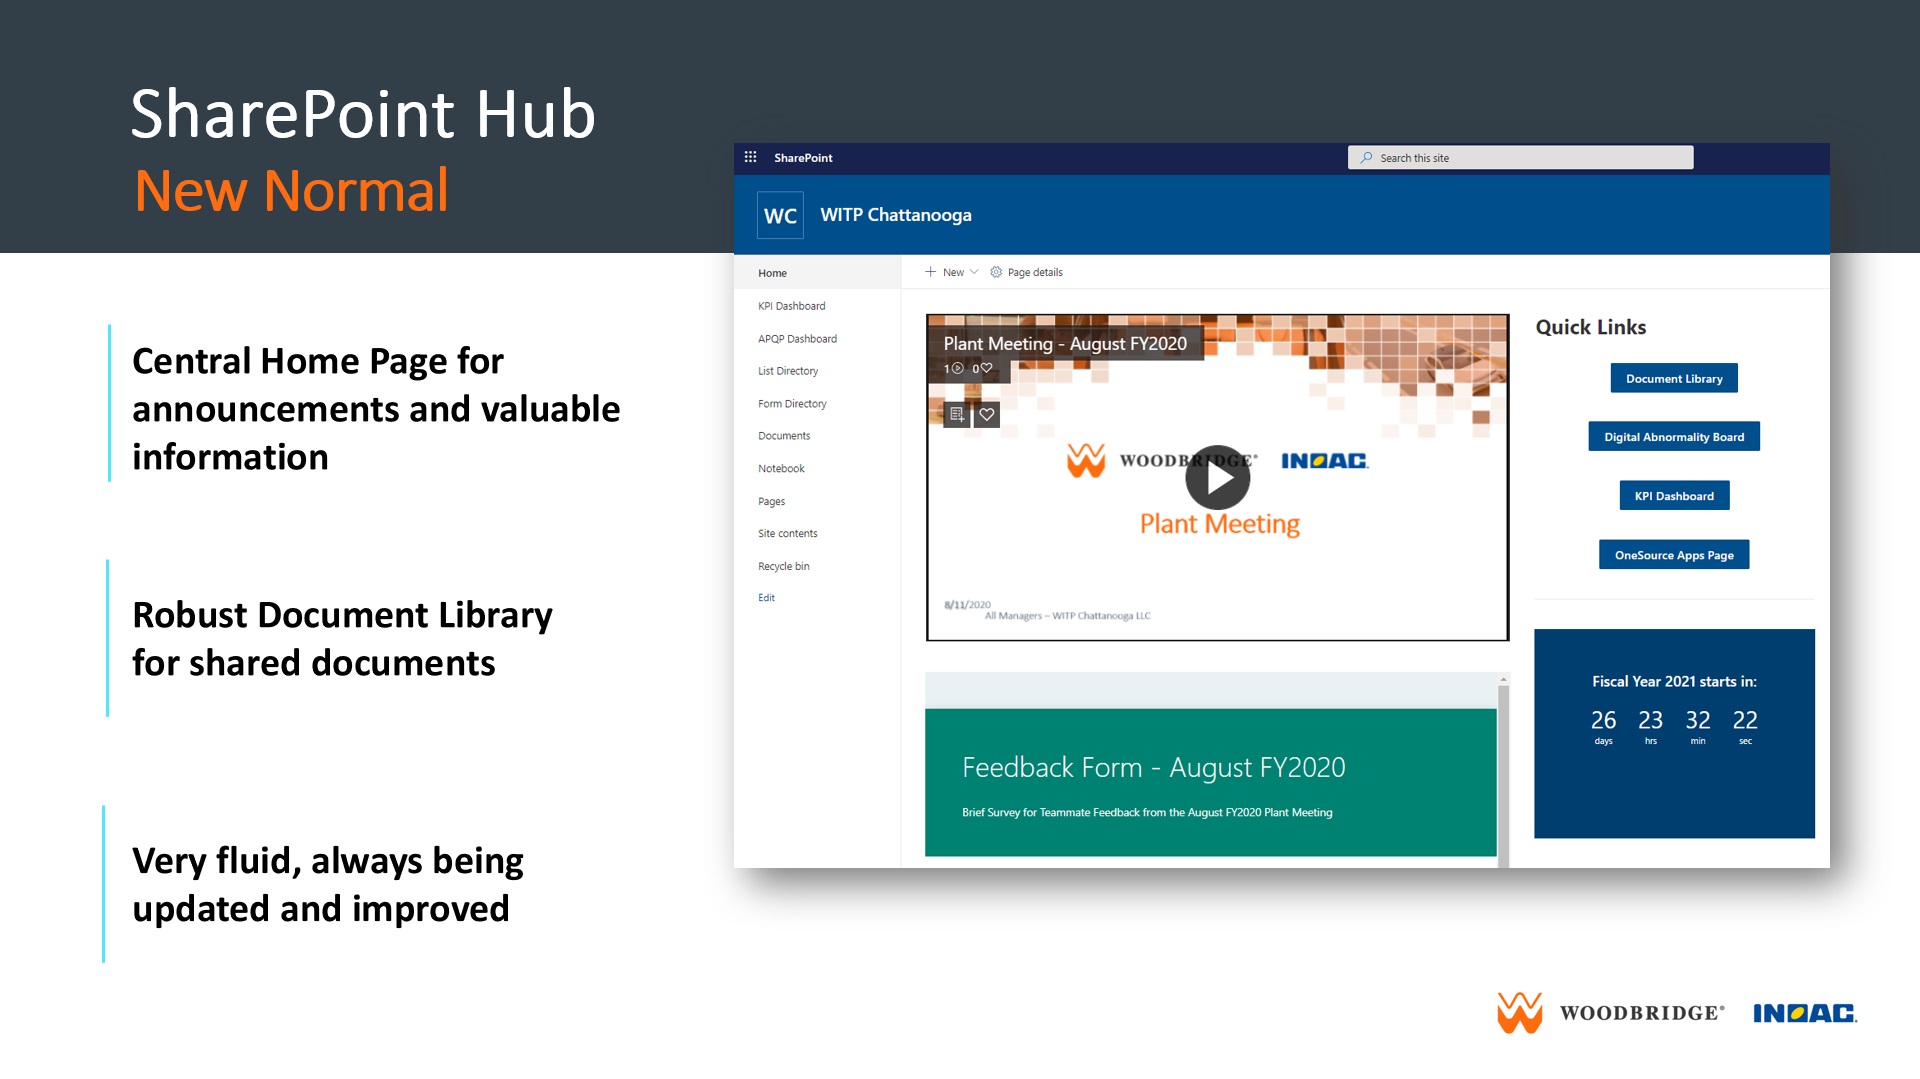 SharePoint Hub
New Normal
Central Home Page for
announcements and valuable
information
Robust Document Library
for shared documents
Very fluid, always being
updated and improved
SharePoint
Search this site
WC
WITP Chattanooga
Home
KPI Dashboard
APQP Dashboard
List Directory
Form Directory
Documents
Notebook
Pages
Site contents
Recycle bin
Edit
+ New
Page details
Plant Meeting - August FY2020
1 0
WOODBRIDGE® INOAC
Plant Meeting
8/11/2020
All Managers – WITP Chattanooga LLC
Feedback Form - August FY2020
Brief Survey for Teammate Feedback from the August FY2020 Plant Meeting
Quick Links
Document Library
Digital Abnormality Board
KPI Dashboard
OneSource Apps Page
Fiscal Year 2021 starts in:
26 23 32 22
days hrs min sec
WOODBRIDGE® INOAC